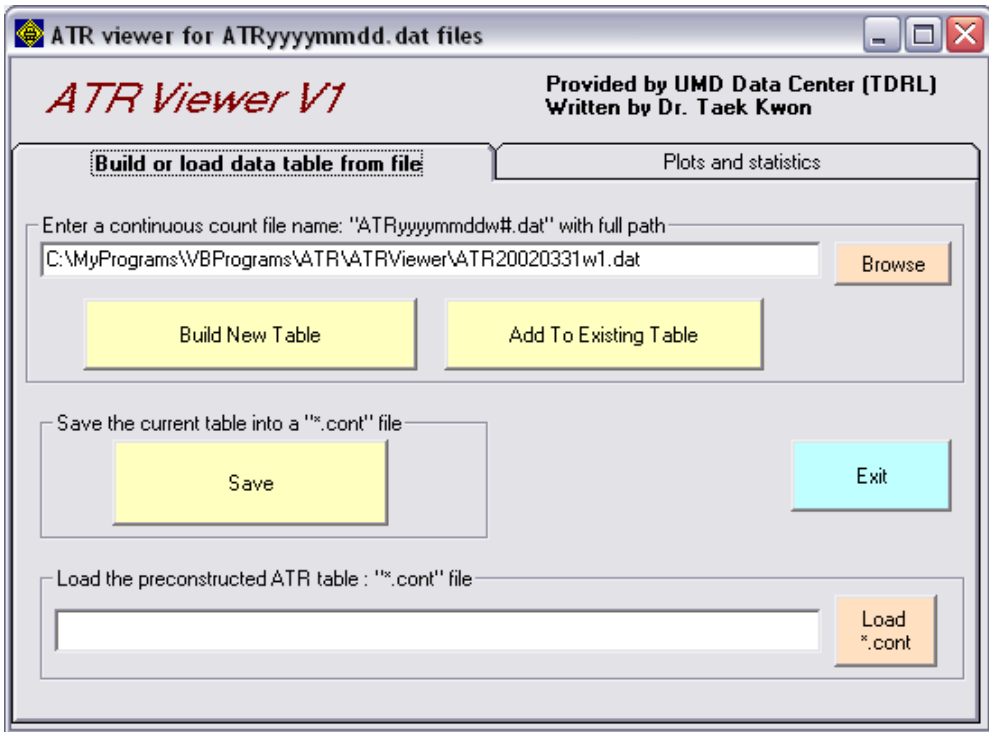 ATR viewer for ATRyyyymmdd.dat files
ATR Viewer V1
Provided by UMD Data Center (TDRL)
Written by Dr. Taek Kwon
Build or load data table from file
Plots and statistics
Enter a continuous count file name: "ATRyyyymmddw#.dat" with full path
C:\MyPrograms\VBPrograms\ATR\ATRViewer\ATR20020331w1.dat
Browse
Build New Table
Add To Existing Table
Save the current table into a "*.cont" file
Save
Exit
Load the preconstructed ATR table : "*.cont" file
Load
*.cont